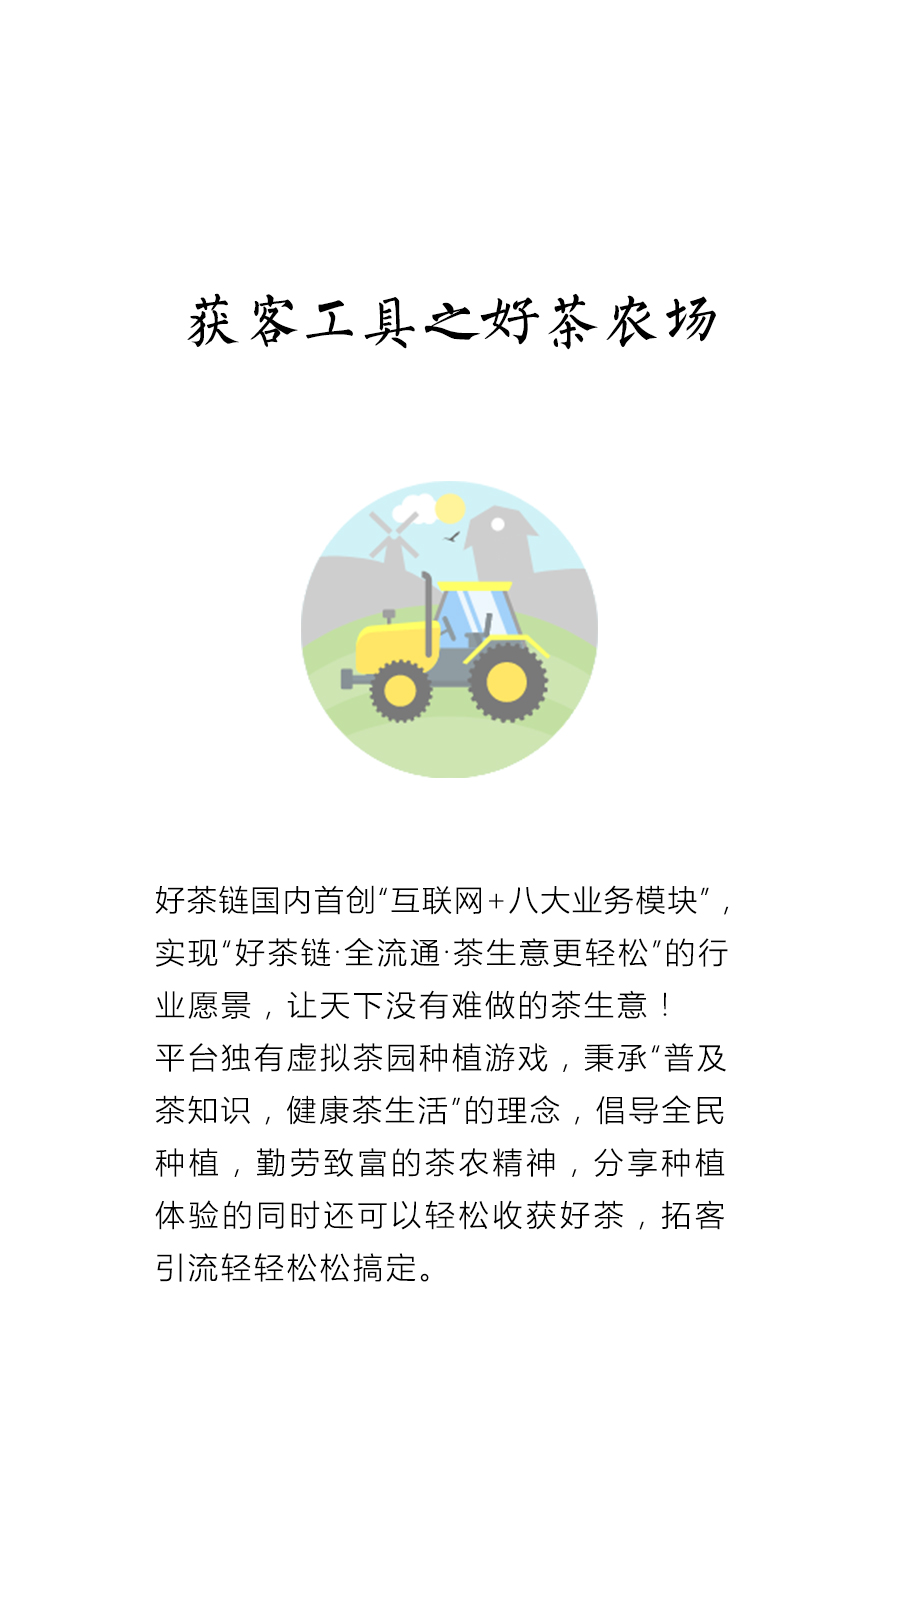 获客工具之好茶农场
好茶链国内首创“互联网+八大业务模块”，
实现“好茶链·全流通·茶生意更轻松”的行
业愿景，让天下没有难做的茶生意！
平台独有虚拟茶园种植游戏，秉承“普及
茶知识，健康茶生活”的理念，倡导全民
种植，勤劳致富的茶农精神，分享种植
体验的同时还可以轻松收获好茶，拓客
引流轻轻松松搞定。